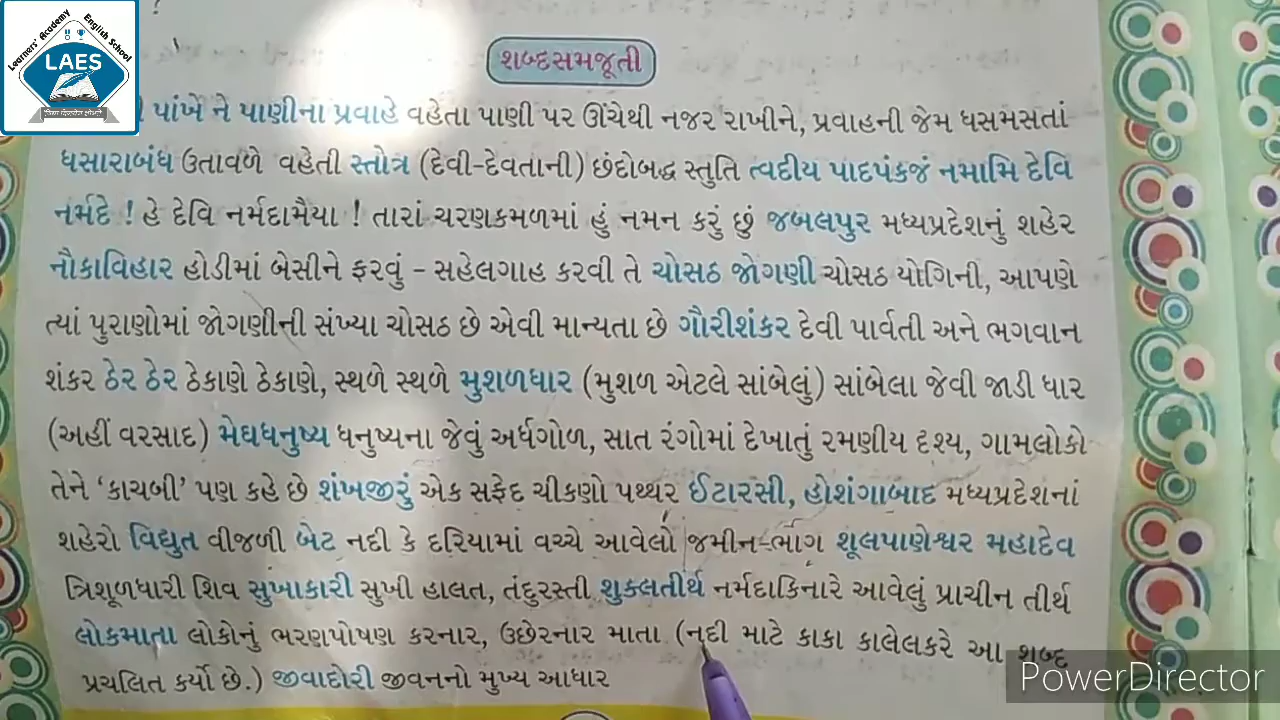 Learners' Academy English School
LAES
શબ્દસમજૂતી
પાંખે ને પાણીના પ્રવાહે વહેતા પાણી પર ઊંચેથી નજર રાખીને, પ્રવાહની જેમ ધસમસતાં
ધસારાબંધ ઉતાવળે વહેતી સ્તોત્ર (દેવી-દેવતાની) છંદોબદ્ધ સ્તુતિ ત્વદીય પાદપંકજં નમામિ દેવિ
નર્મદે ! હે દેવિ નર્મદામૈયા ! તારાં ચરણકમળમાં હું નમન કરું છું જબલપુર મધ્યપ્રદેશનું શહેર
નૌકાવિહાર હોડીમાં બેસીને ફરવું - સહેલગાહ કરવી તે ચોસઠ જોગણી ચોસઠ યોગિની, આપણે
ત્યાં પુરાણોમાં જોગણીની સંખ્યા ચોસઠ છે એવી માન્યતા છે ગૌરીશંકર દેવી પાર્વતી અને ભગવાન
શંકર ઠેર ઠેર ઠેકાણે ઠેકાણે, સ્થળે સ્થળે મુશળધાર (મુશળ એટલે સાંબેલું) સાંબેલા જેવી જાડી ધાર
(અહીં વરસાદ) મેઘધનુષ્ય ધનુષ્યના જેવું અર્ધગોળ, સાત રંગોમાં દેખાતું રમણીય દૃશ્ય, ગામલોકો
તેને ‘કાચબી’ પણ કહે છે શંખજીરું એક સફેદ ચીકણો પથ્થર ઈટારસી, હોશંગાબાદ મધ્યપ્રદેશનાં
શહેરો વિદ્યુત વીજળી બેટ નદી કે દરિયામાં વચ્ચે આવેલો જમીન-ભાગ શૂલપાણેશ્વર મહાદેવ
ત્રિશૂળધારી શિવ સુખાકારી સુખી હાલત, તંદુરસ્તી શુક્લતીર્થ નર્મદાકિનારે આવેલું પ્રાચીન તીર્થ
લોકમાતા લોકોનું ભરણપોષણ કરનાર, ઉછેરનાર માતા (નદી માટે કાકા કાલેલકરે આ શબ્દ
પ્રચલિત કર્યો છે.) જીવાદોરી જીવનનો મુખ્ય આધાર
PowerDirector